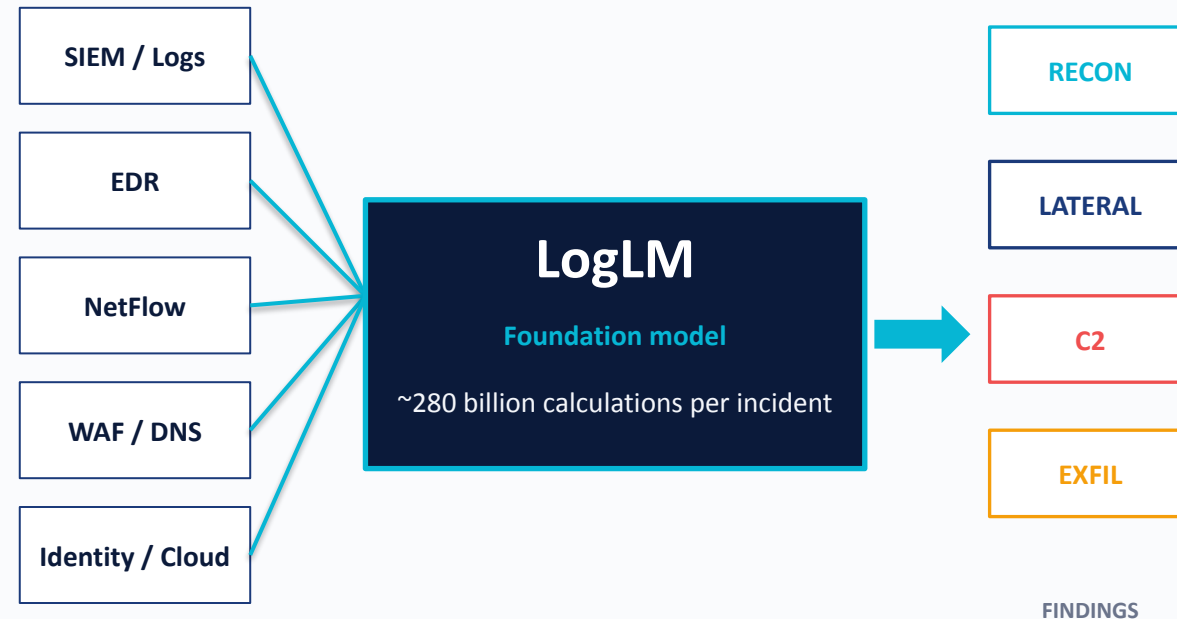 SIEM / Logs
EDR
NetFlow
WAF / DNS
Identity / Cloud
LogLM
Foundation model
~280 billion calculations per incident
RECON
LATERAL
C2
EXFIL
FINDINGS